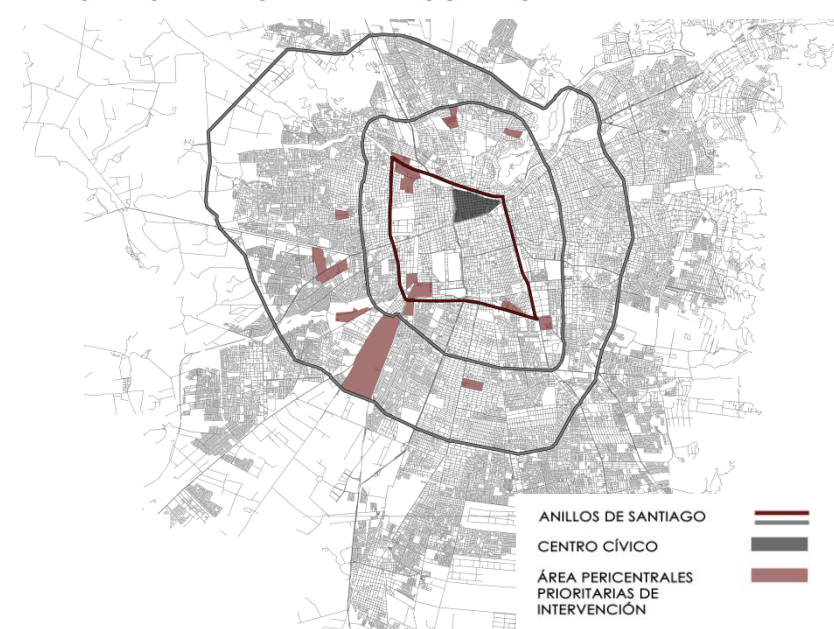 ANILLOS DE SANTIAGO
CENTRO CÍVICO
ÁREA PERICENTRALES
PRIORITARIAS DE
INTERVENCIÓN